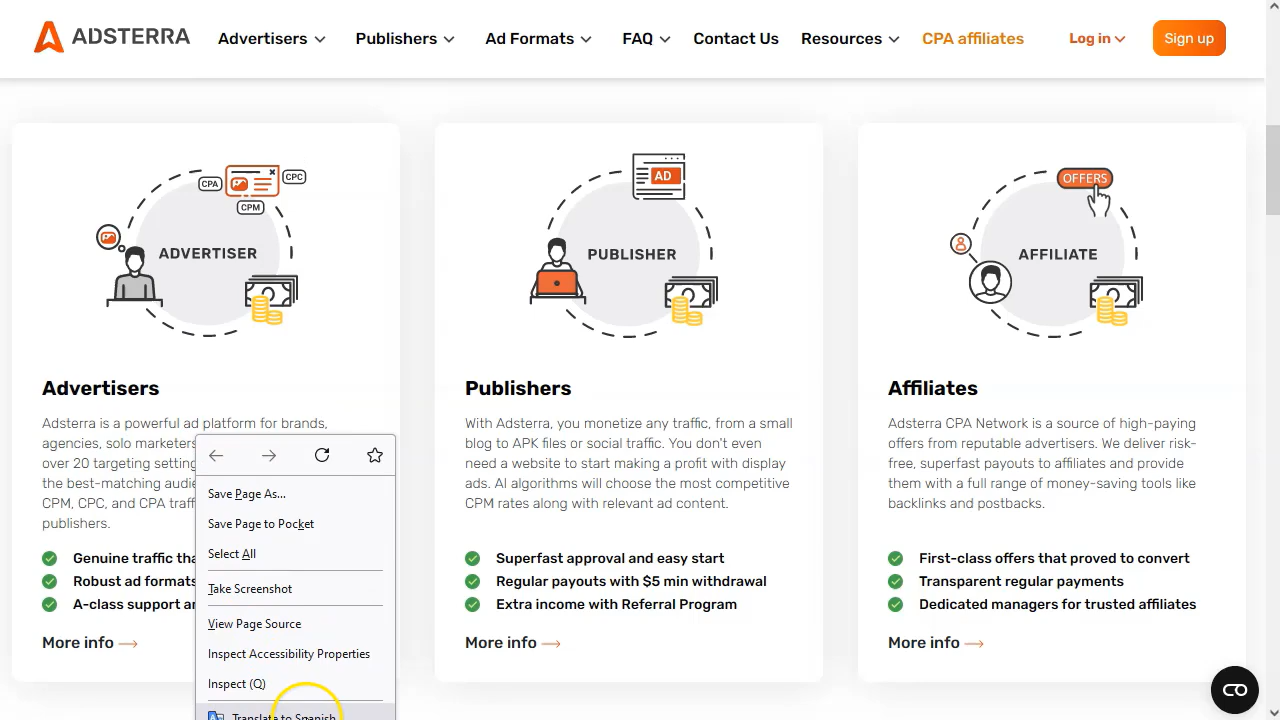 ADSTERRA
Advertisers
Publishers
Ad Formats
FAQ
Contact Us
Resources
CPA affiliates
Log in
Sign up
CPA
CPC
CPM
ADVERTISER
AD
PUBLISHER
OFFERS
AFFILIATE
Advertisers
Adsterra is a powerful ad platform for brands,
agencies, solo marketers
over 20 targeting setting
the best-matching audie
CPM, CPC, and CPA traff
publishers.
Genuine traffic tha
Robust ad formats
A-class support an
More info
Save Page As...
Save Page to Pocket
Select All
Take Screenshot
View Page Source
Inspect Accessibility Properties
Inspect (Q)
Translate to Spanish
Publishers
With Adsterra, you monetize any traffic, from a small
blog to APK files or social traffic. You don't even
need a website to start making a profit with display
ads. AI algorithms will choose the most competitive
CPM rates along with relevant ad content.
Superfast approval and easy start
Regular payouts with $5 min withdrawal
Extra income with Referral Program
More info
Affiliates
Adsterra CPA Network is a source of high-paying
offers from reputable advertisers. We deliver risk-
free, superfast payouts to affiliates and provide
them with a full range of money-saving tools like
backlinks and postbacks.
First-class offers that proved to convert
Transparent regular payments
Dedicated managers for trusted affiliates
More info